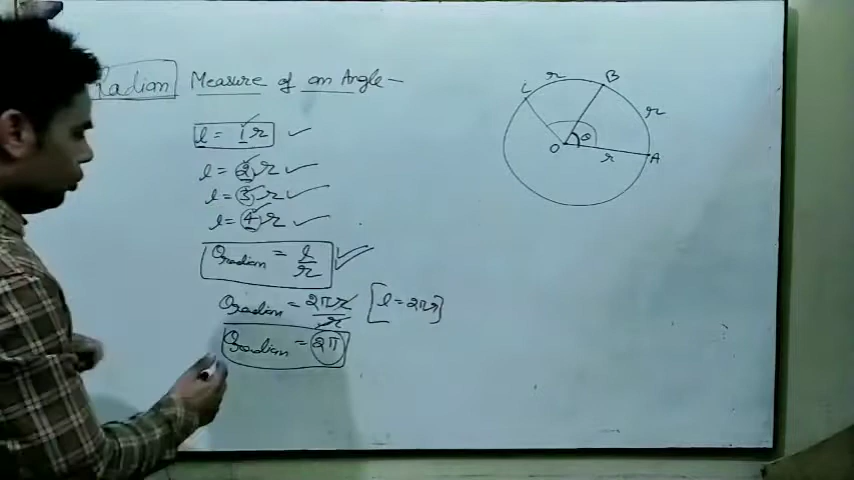 Radian Measure of an Angle –
l = 1r ✓
l = 2r ✓
l = 3r ✓
l = 4r ✓
θradian = l/r ✓
θradian = 2πr/r [l = 2πr]
θradian = 2π
r
B
r
θ
O
r
A